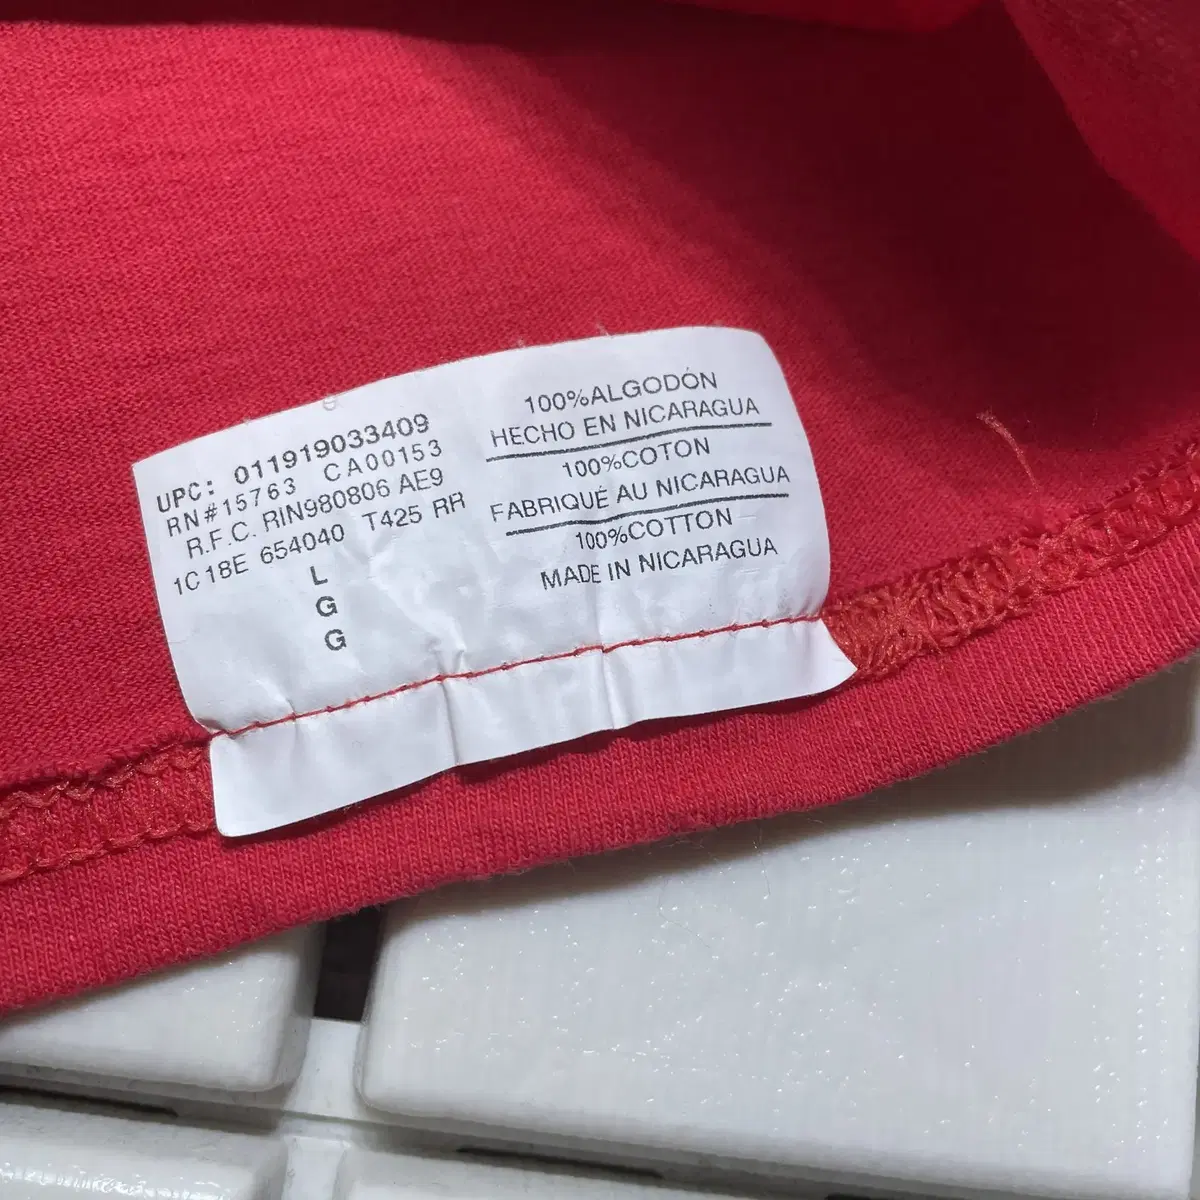 UPC: 011919033409
RN#15763 CA00153
R.F.C. RIN980806 AE9
1C18E 654040 T425 RR
L
G
G
100%ALGODÓN
HECHO EN NICARAGUA
100%COTON
FABRIQUÉ AU NICARAGUA
100%COTTON
MADE IN NICARAGUA